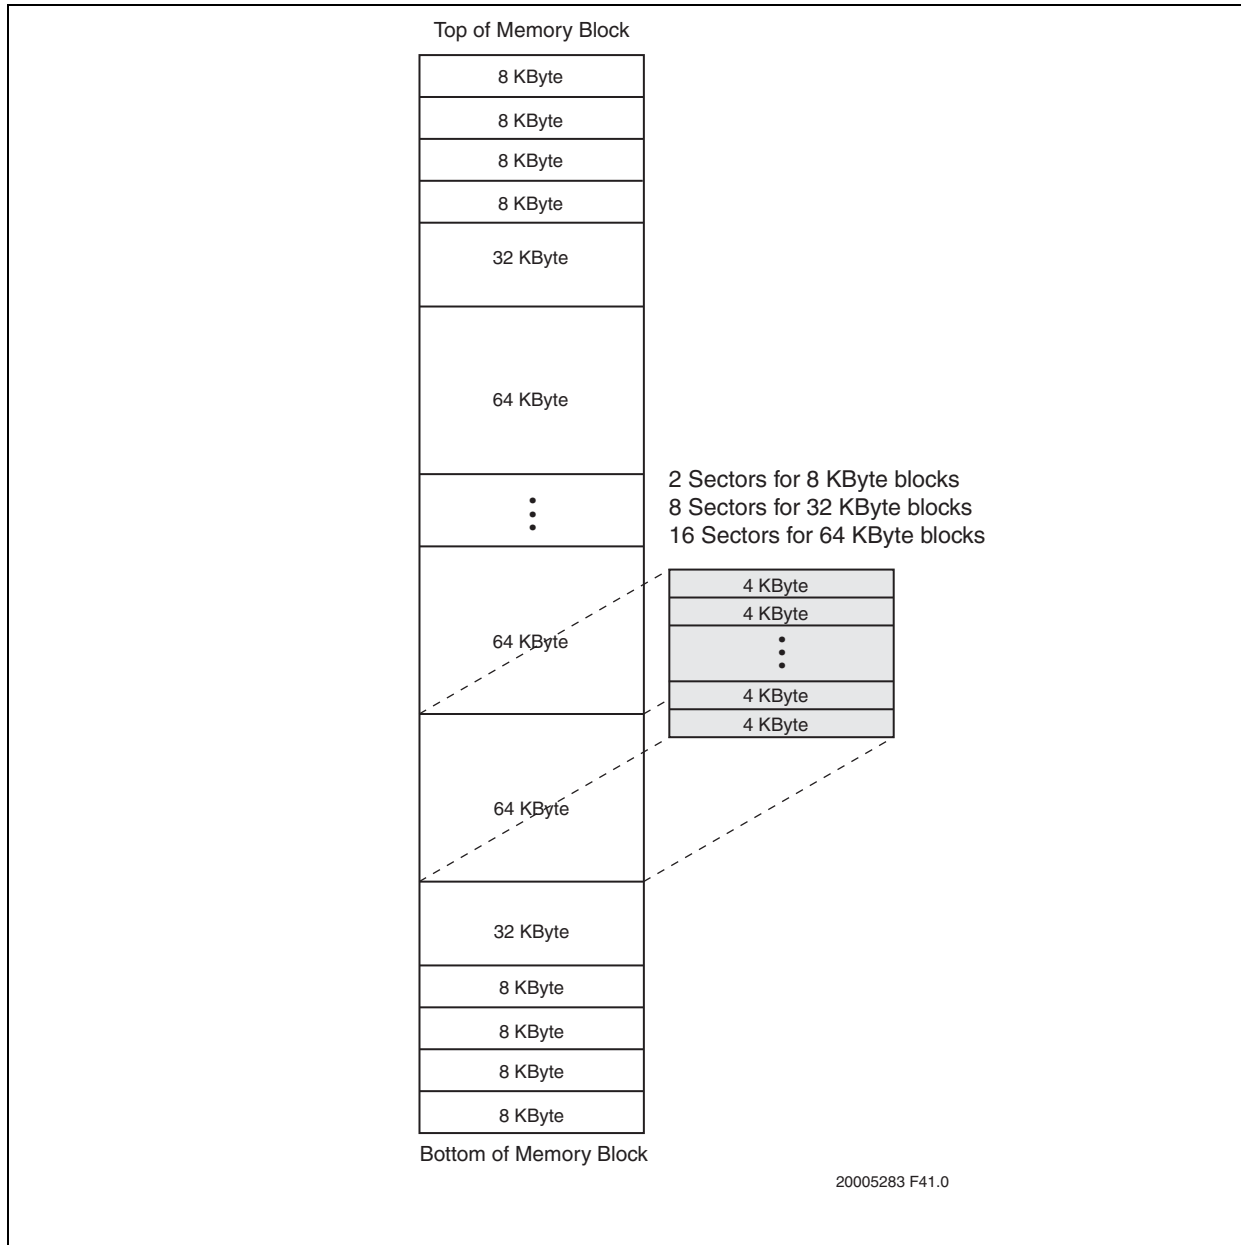 Top of Memory Block
8 KByte
8 KByte
8 KByte
8 KByte
32 KByte
64 KByte
2 Sectors for 8 KByte blocks
8 Sectors for 32 KByte blocks
16 Sectors for 64 KByte blocks
4 KByte
4 KByte
64 KByte
4 KByte
4 KByte
64 KByte
32 KByte
8 KByte
8 KByte
8 KByte
8 KByte
Bottom of Memory Block
20005283 F41.0